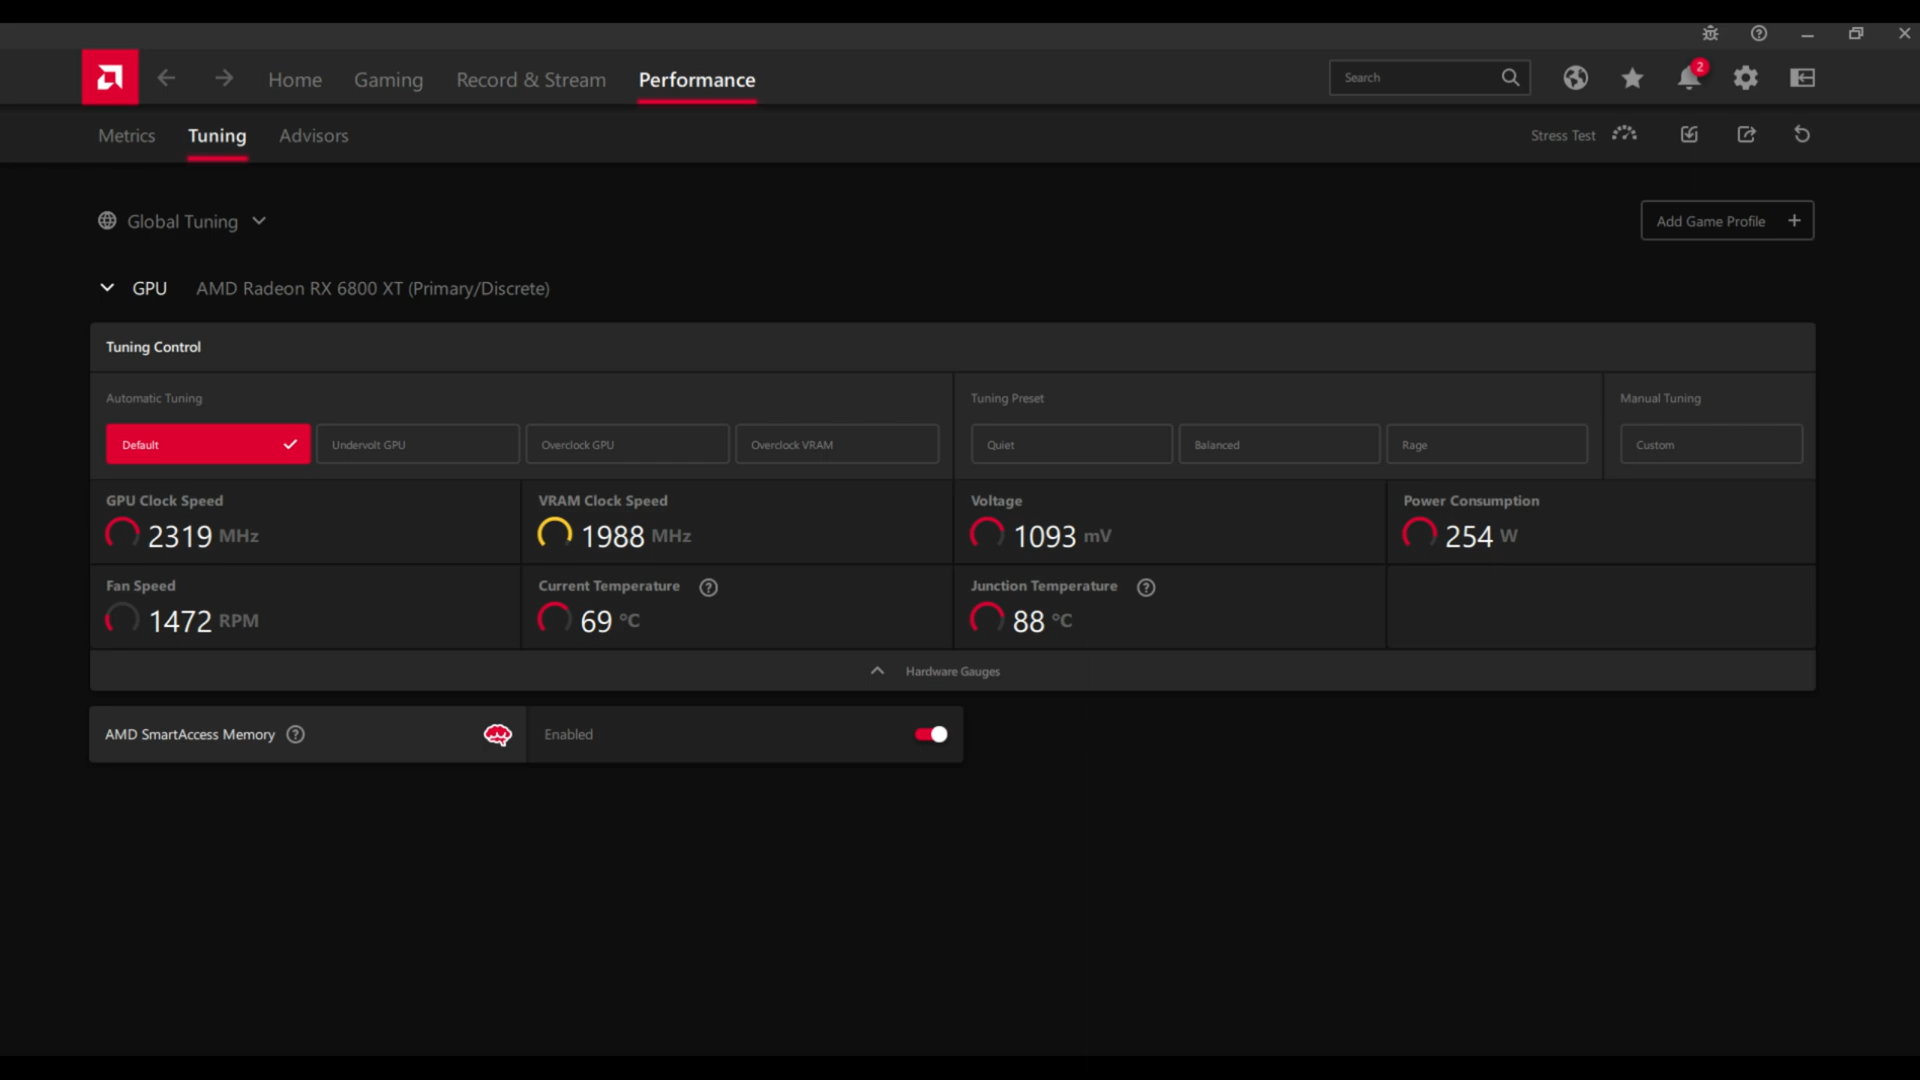 Home Gaming Record & Stream Performance Search 2
Metrics Tuning Advisors Stress Test
Global Tuning Add Game Profile
GPU AMD Radeon RX 6800 XT (Primary/Discrete)
Tuning Control
Automatic Tuning Tuning Preset Manual Tuning
Default Undervolt GPU Overclock GPU Overclock VRAM Quiet Balanced Rage Custom
GPU Clock Speed VRAM Clock Speed Voltage Power Consumption
2319 MHz 1988 MHz 1093 mV 254 W
Fan Speed Current Temperature Junction Temperature
1472 RPM 69 °C 88 °C
Hardware Gauges
AMD SmartAccess Memory Enabled